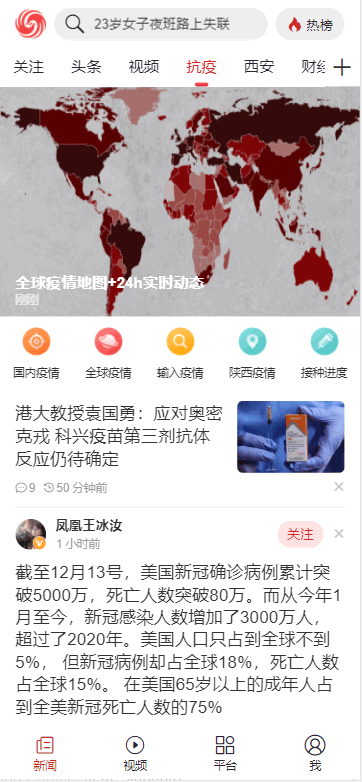 23岁女子夜班路上失联
热榜
关注 头条 视频 抗疫 西安 财经
全球疫情地图+24h实时动态
刚刚
国内疫情 全球疫情 输入疫情 陕西疫情 接种进度
港大教授袁国勇：应对奥密
克戎 科兴疫苗第三剂抗体
反应仍待确定
9 50分钟前
凤凰王冰汝
1小时前
关注
截至12月13号，美国新冠确诊病例累计突
破5000万，死亡人数突破80万。而从今年1
月至今，新冠感染人数增加了3000万人，
超过了2020年。美国人口只占到全球不到
5%， 但新冠病例却占全球18%，死亡人数
占全球15%。 在美国65岁以上的成年人占
到全美新冠死亡人数的75%
新闻 视频 平台 我